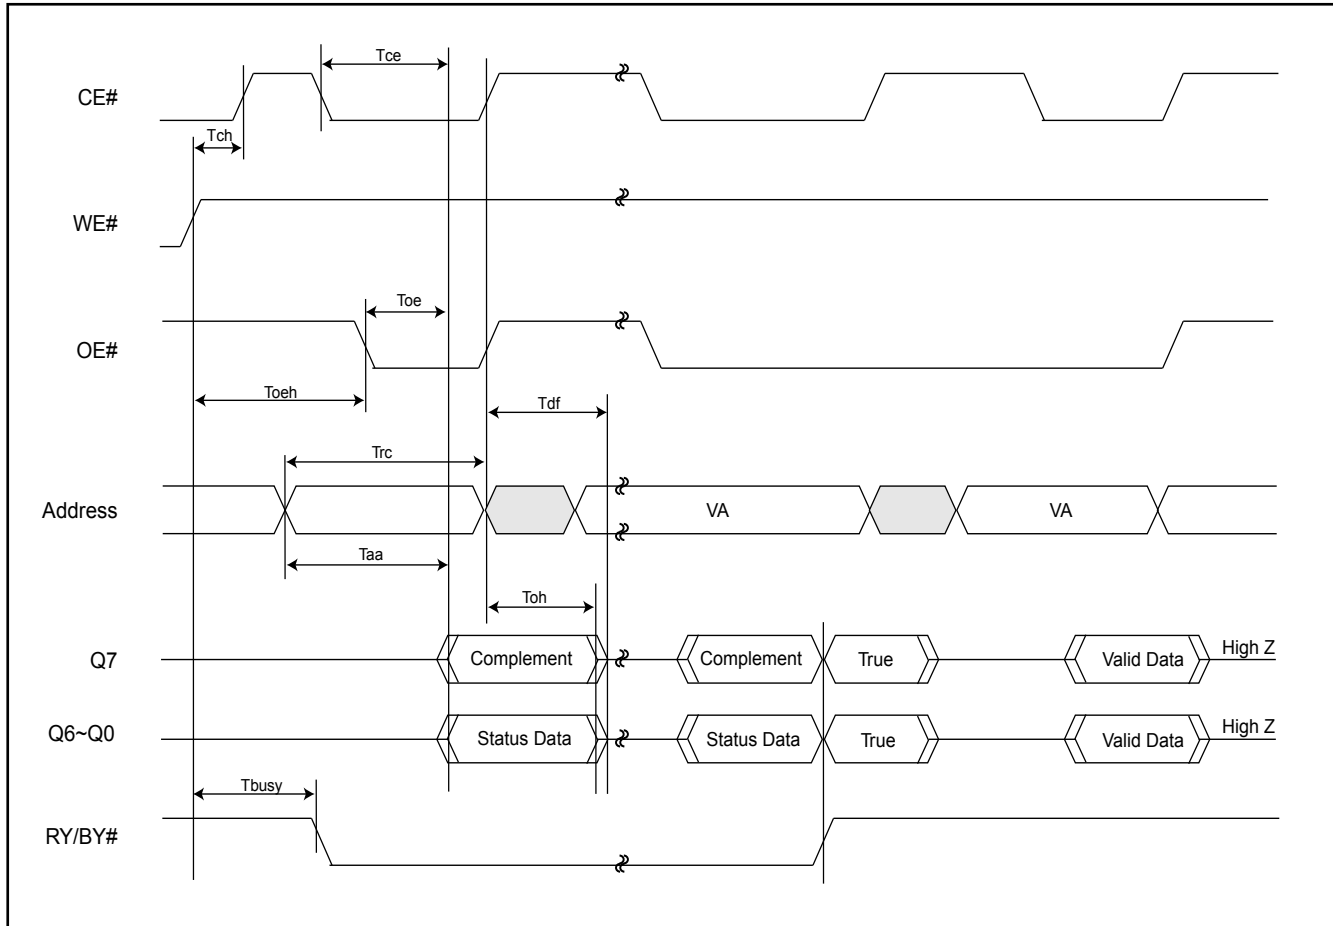 Tce
CE#
Tch
WE#
Toe
OE#
Toeh
Tdf
Trc
Address VA VA
Taa
Toh
Q7 Complement Complement True Valid Data High Z
Q6~Q0 Status Data Status Data True Valid Data High Z
Tbusy
RY/BY#